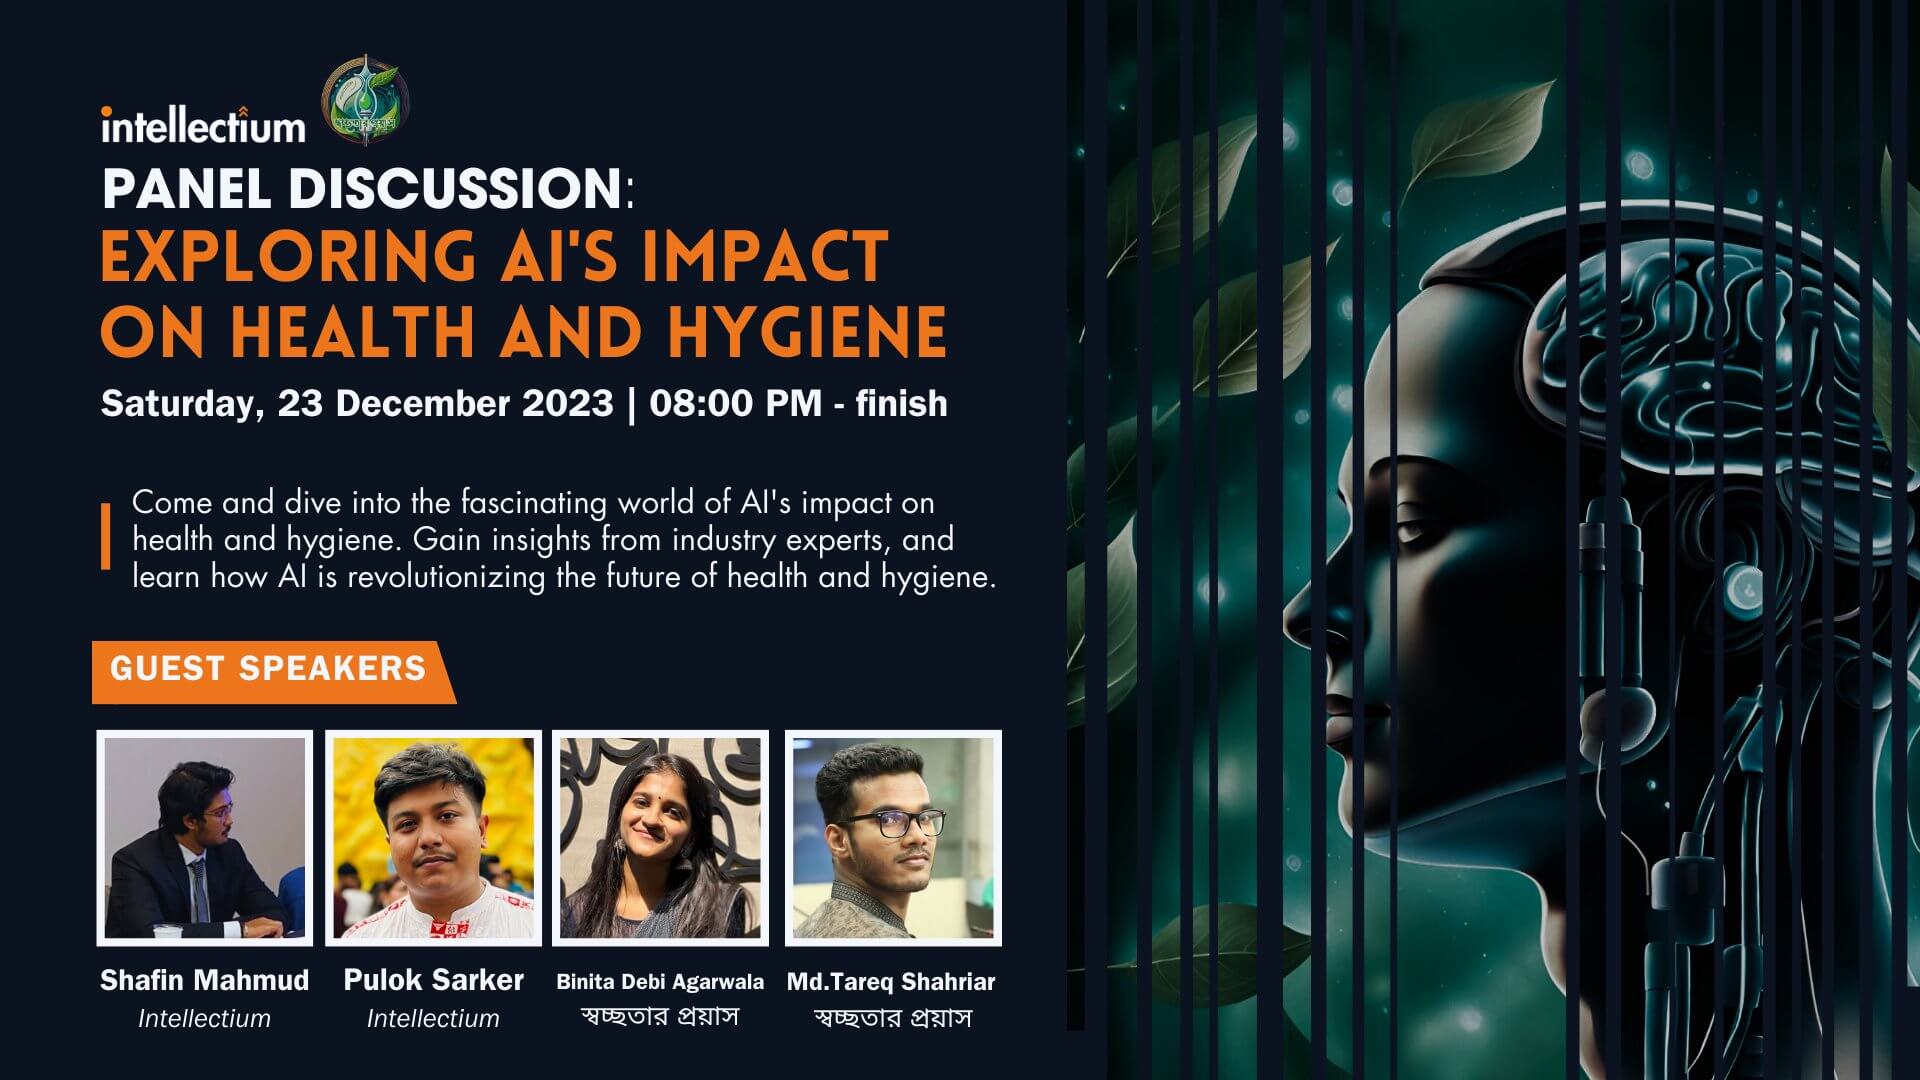 intellectium
স্বচ্ছতার প্রয়াস
PANEL DISCUSSION:
EXPLORING AI'S IMPACT
ON HEALTH AND HYGIENE
Saturday, 23 December 2023 | 08:00 PM - finish
Come and dive into the fascinating world of AI's impact on
health and hygiene. Gain insights from industry experts, and
learn how AI is revolutionizing the future of health and hygiene.
GUEST SPEAKERS
Shafin Mahmud
Intellectium
Pulok Sarker
Intellectium
Binita Debi Agarwala
স্বচ্ছতার প্রয়াস
Md.Tareq Shahriar
স্বচ্ছতার প্রয়াস